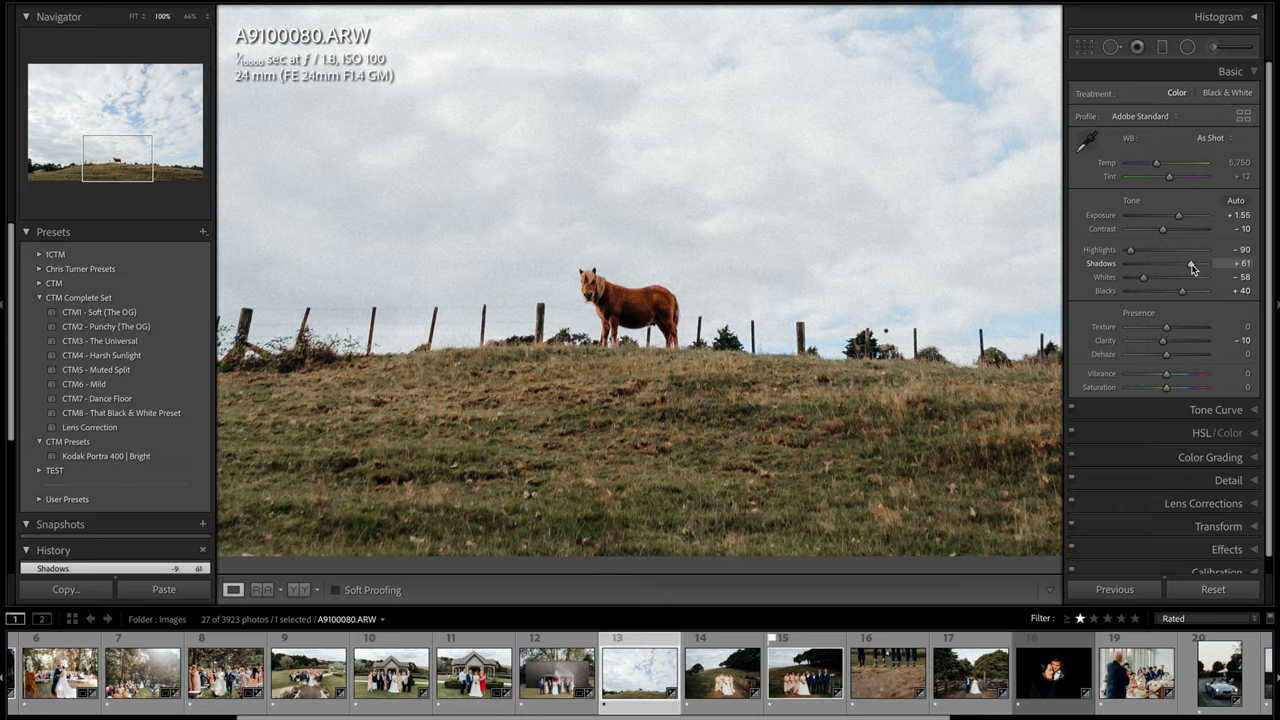 Navigator
FIT
100%
66%
A9100080.ARW
sec at ƒ / 1.8, ISO 100
24 mm (FE 24mm F1.4 GM)
Presets
1CTM
Chris Turner Presets
CTM
CTM Complete Set
CTM1 - Soft (The OG)
CTM2 - Punchy (The OG)
CTM3 - The Universal
CTM4 - Harsh Sunlight
CTM5 - Muted Split
CTM6 - Mild
CTM7 - Dance Floor
CTM8 - That Black & White Preset
Lens Correction
CTM Presets
Kodak Portra 400 | Bright
TEST
User Presets
Snapshots
History
Shadows -9 61
Copy...
Paste
Soft Proofing
Histogram
Basic
Treatment : Color Black & White
Profile : Adobe Standard
WB : As Shot
Temp 5,750
Tint + 12
Tone Auto
Exposure + 1.55
Contrast – 10
Highlights – 90
Shadows + 61
Whites – 58
Blacks + 40
Presence
Texture 0
Clarity – 10
Dehaze 0
Vibrance 0
Saturation 0
Tone Curve
HSL / Color
Color Grading
Detail
Lens Corrections
Transform
Effects
Calibration
Previous
Reset
1 2 Folder : Images 27 of 3923 photos / 1 selected / A9100080.ARW Filter : ≥ ★ ★ ★ ★ ★ Rated
6 7 8 9 10 11 12 13 14 15 16 17 18 19 20